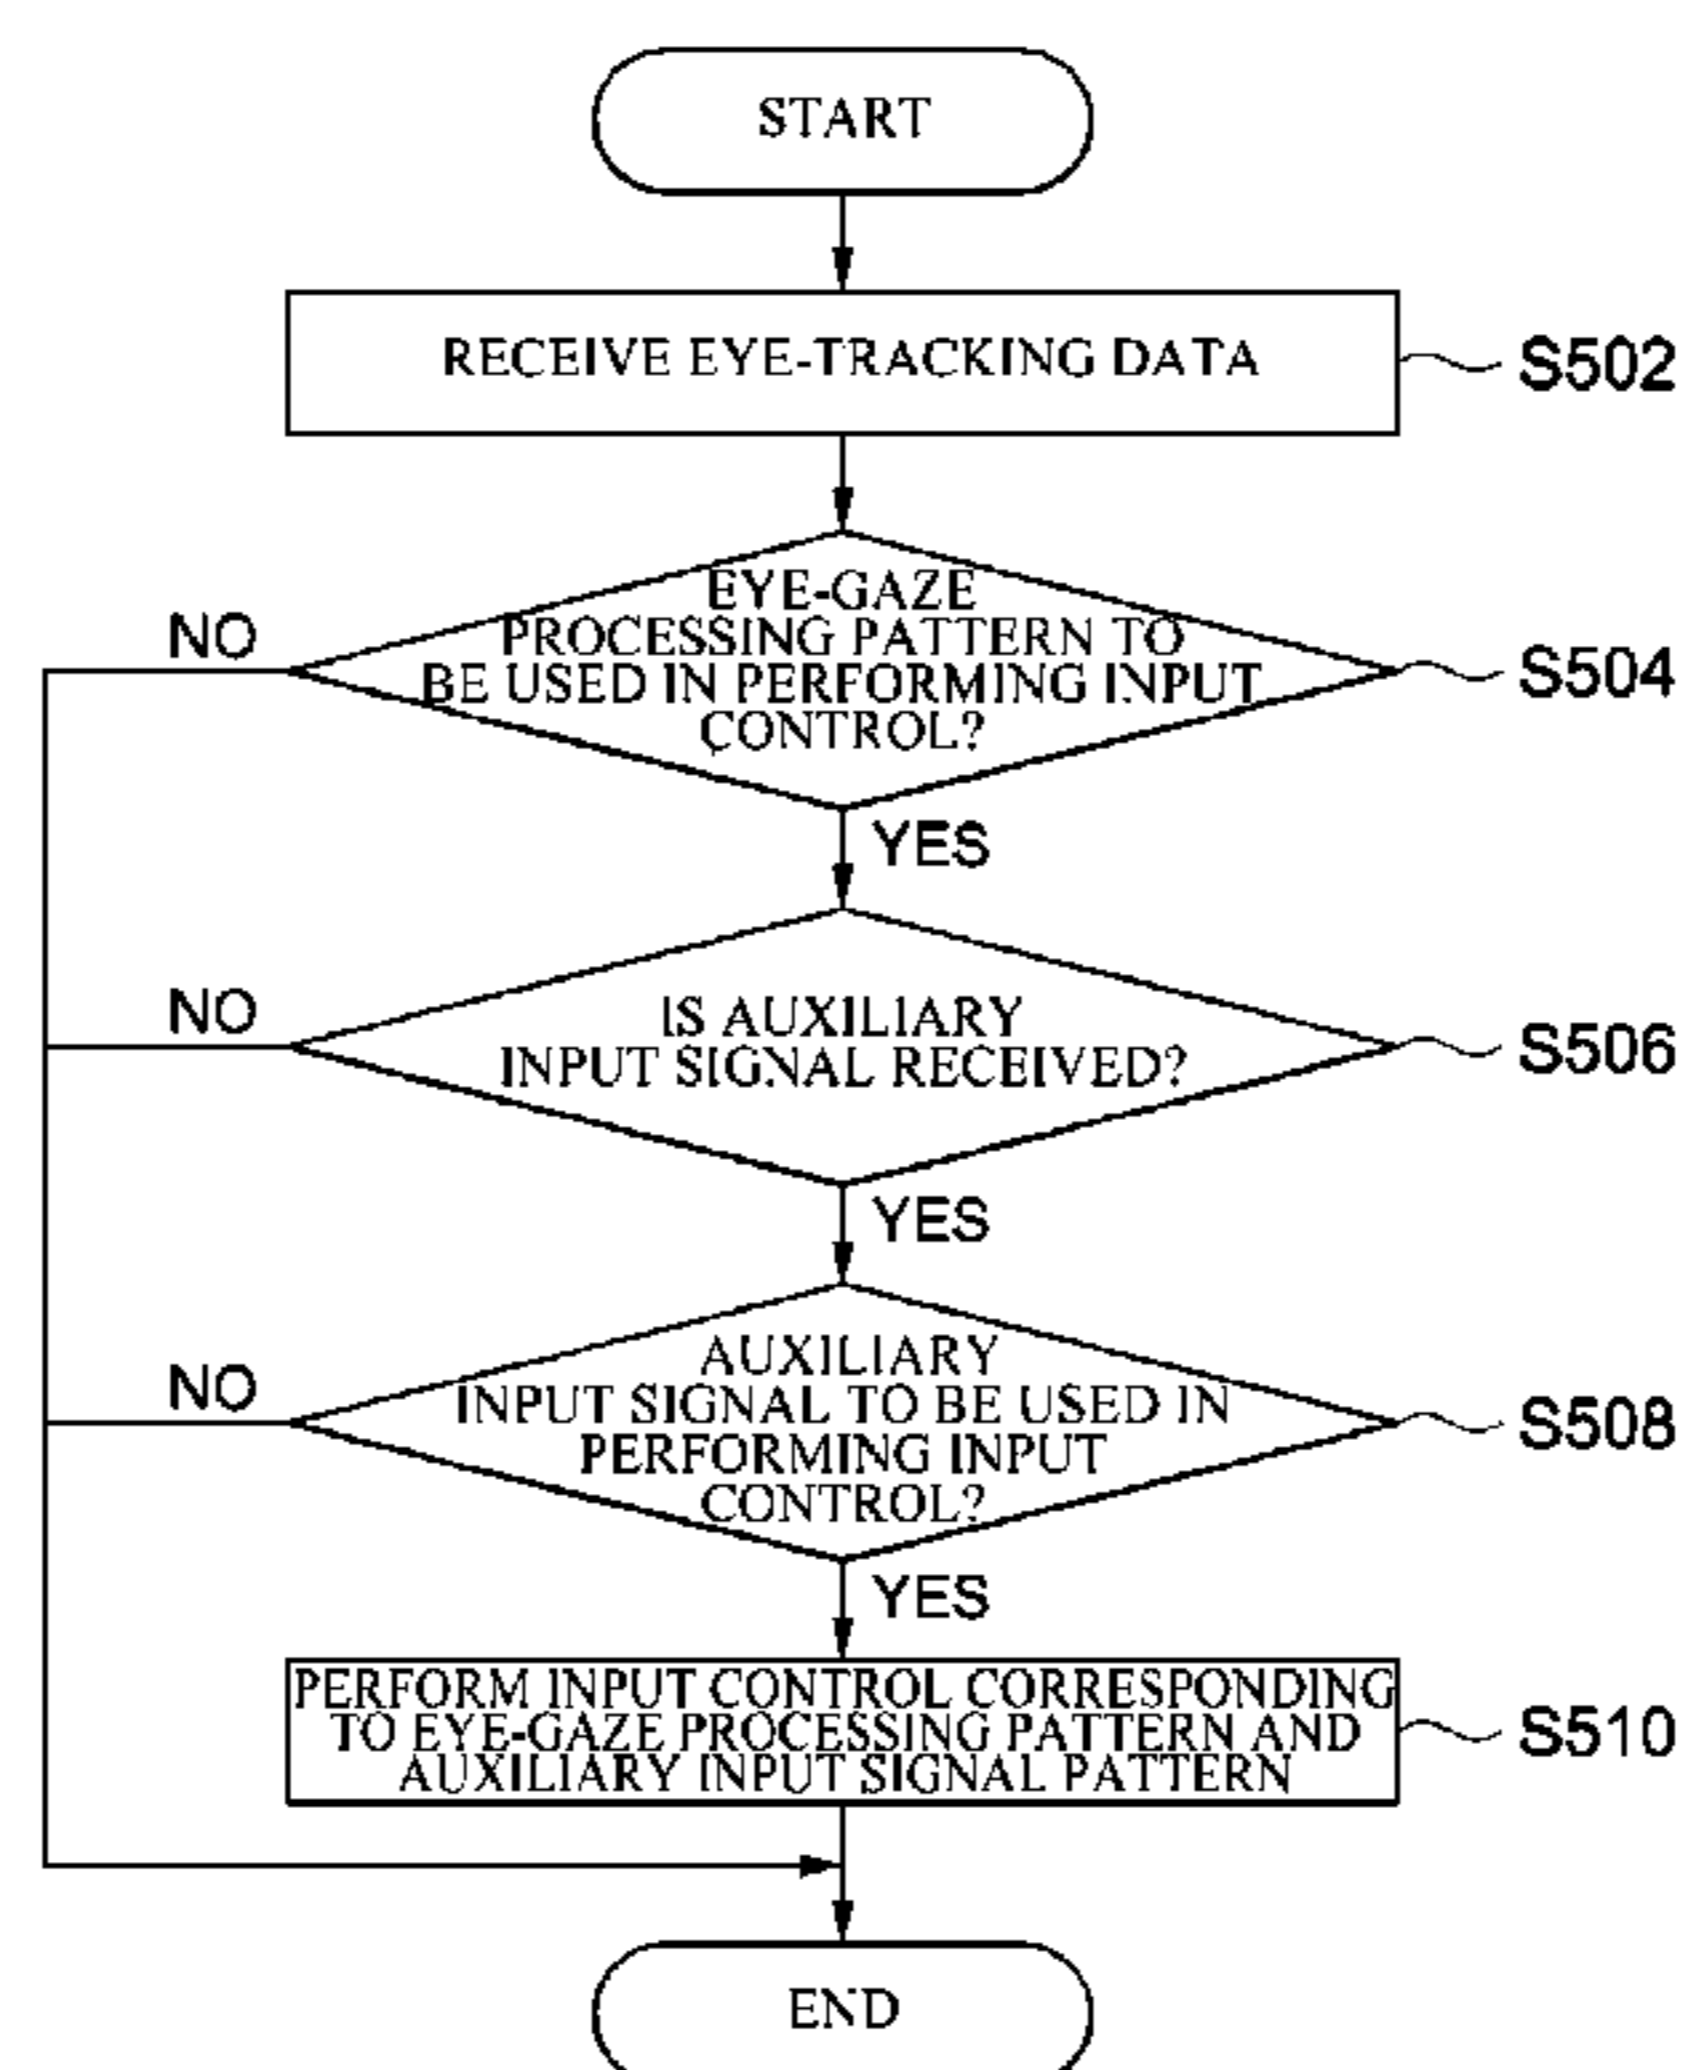 START
RECEIVE EYE-TRACKING DATA
S502
EYE-GAZE
PROCESSING PATTERN TO
BE USED IN PERFORMING INPUT
CONTROL?
NO
S504
YES
IS AUXILIARY
INPUT SIGNAL RECEIVED?
NO
S506
YES
AUXILIARY
INPUT SIGNAL TO BE USED IN
PERFORMING INPUT
CONTROL?
NO
S508
YES
PERFORM INPUT CONTROL CORRESPONDING
TO EYE-GAZE PROCESSING PATTERN AND
AUXILIARY INPUT SIGNAL PATTERN
S510
END